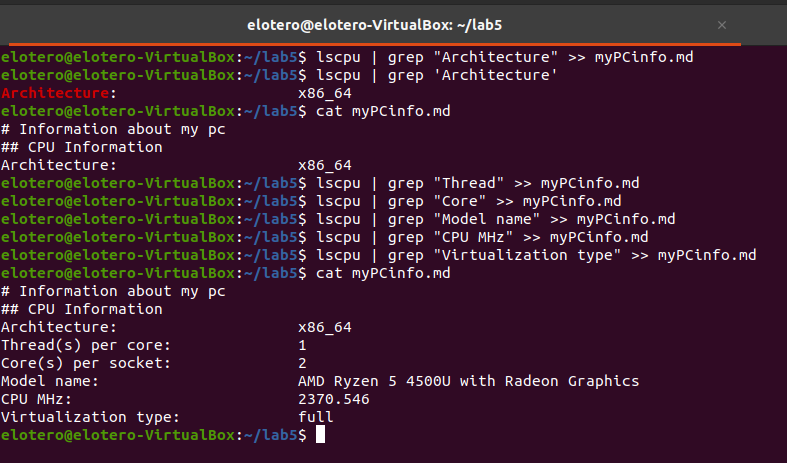 elotero@elotero-VirtualBox: ~/lab5 ×
elotero@elotero-VirtualBox:~/lab5$ lscpu | grep "Architecture" >> myPCinfo.md
elotero@elotero-VirtualBox:~/lab5$ lscpu | grep 'Architecture'
Architecture:                    x86_64
elotero@elotero-VirtualBox:~/lab5$ cat myPCinfo.md
# Information about my pc
## CPU Information
Architecture:                    x86_64
elotero@elotero-VirtualBox:~/lab5$ lscpu | grep "Thread" >> myPCinfo.md
elotero@elotero-VirtualBox:~/lab5$ lscpu | grep "Core" >> myPCinfo.md
elotero@elotero-VirtualBox:~/lab5$ lscpu | grep "Model name" >> myPCinfo.md
elotero@elotero-VirtualBox:~/lab5$ lscpu | grep "CPU MHz" >> myPCinfo.md
elotero@elotero-VirtualBox:~/lab5$ lscpu | grep "Virtualization type" >> myPCinfo.md
elotero@elotero-VirtualBox:~/lab5$ cat myPCinfo.md
# Information about my pc
## CPU Information
Architecture:                    x86_64
Thread(s) per core:              1
Core(s) per socket:              2
Model name:                      AMD Ryzen 5 4500U with Radeon Graphics
CPU MHz:                         2370.546
Virtualization type:             full
elotero@elotero-VirtualBox:~/lab5$